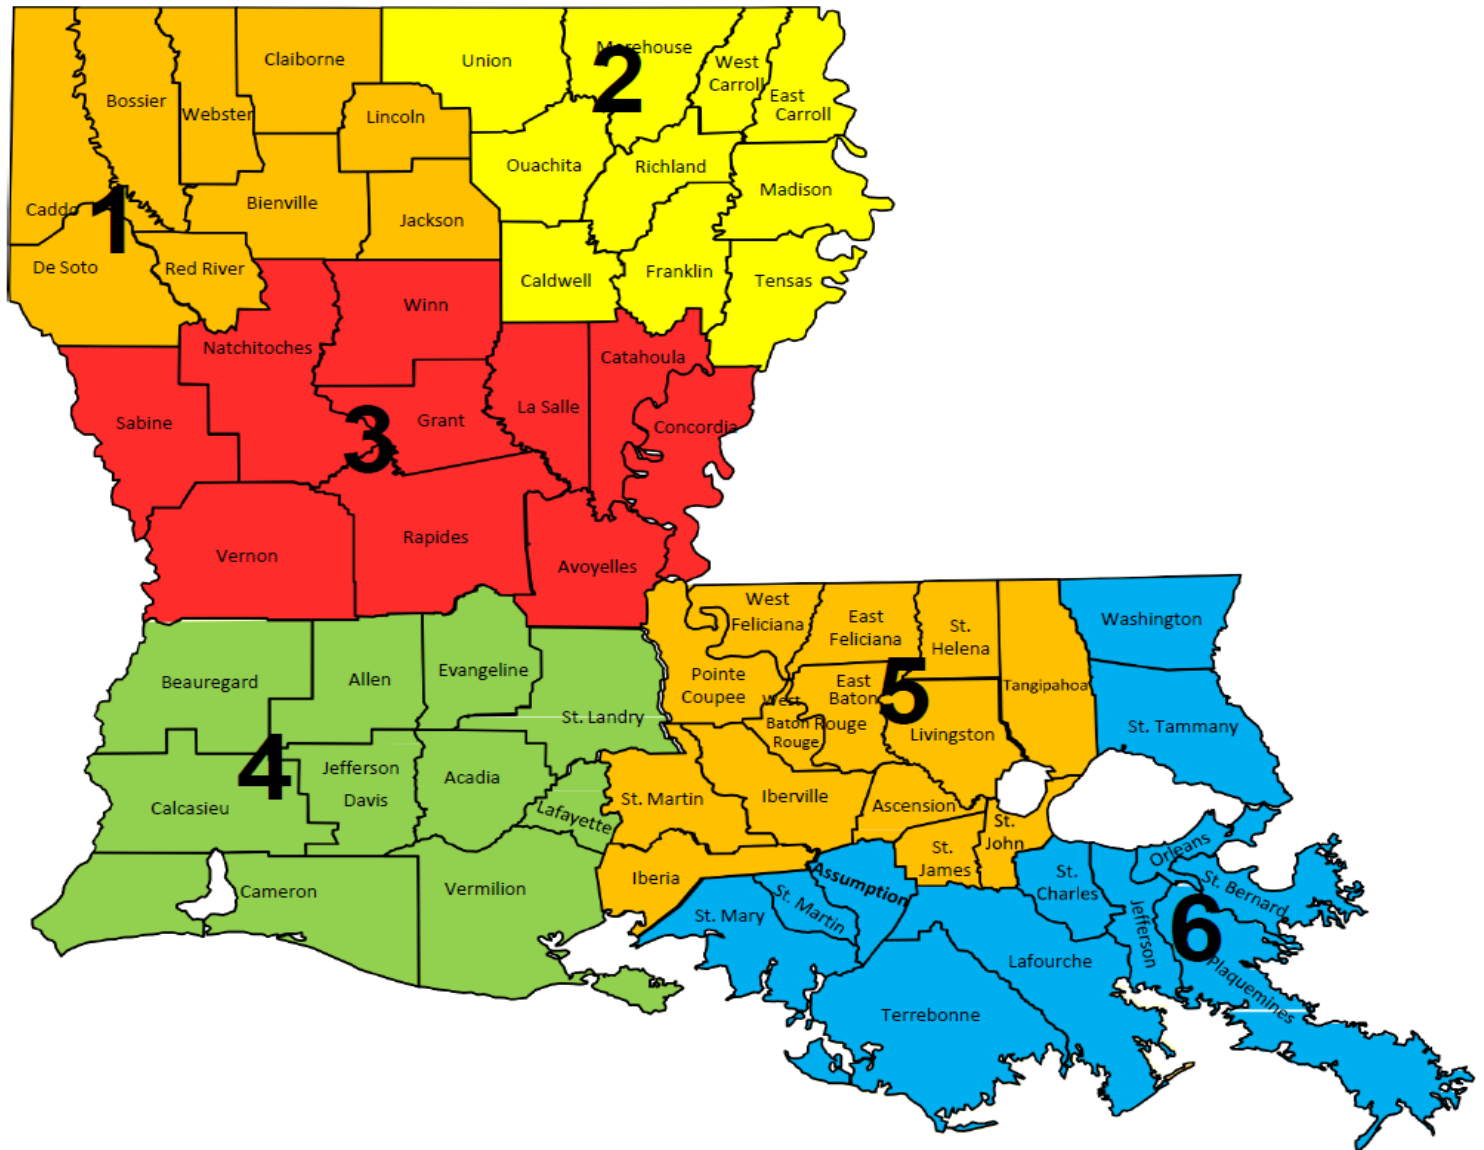 Claiborne
Union
Morehouse
2
West
Carroll
East
Carroll
Bossier
Webster
Lincoln
Ouachita
Richland
Madison
Caddo
1
Bienville
Jackson
De Soto
Red River
Caldwell
Franklin
Tensas
Winn
Natchitoches
Catahoula
Sabine
3
Grant
La Salle
Concordia
Vernon
Rapides
Avoyelles
West
Feliciana
East
Feliciana
St.
Helena
Washington
Beauregard
Allen
Evangeline
Pointe
Coupee
West
Baton
Rouge
East
Baton
Rouge
5
Tangipahoa
St. Landry
Livingston
St. Tammany
4
Jefferson
Davis
Acadia
Calcasieu
Lafayette
St. Martin
Iberville
Ascension
St.
John
St.
James
Orleans
Cameron
Vermilion
Iberia
Assumption
St.
Charles
St. Bernard
St. Mary
St. Martin
Jefferson
6
Lafourche
Plaquemines
Terrebonne